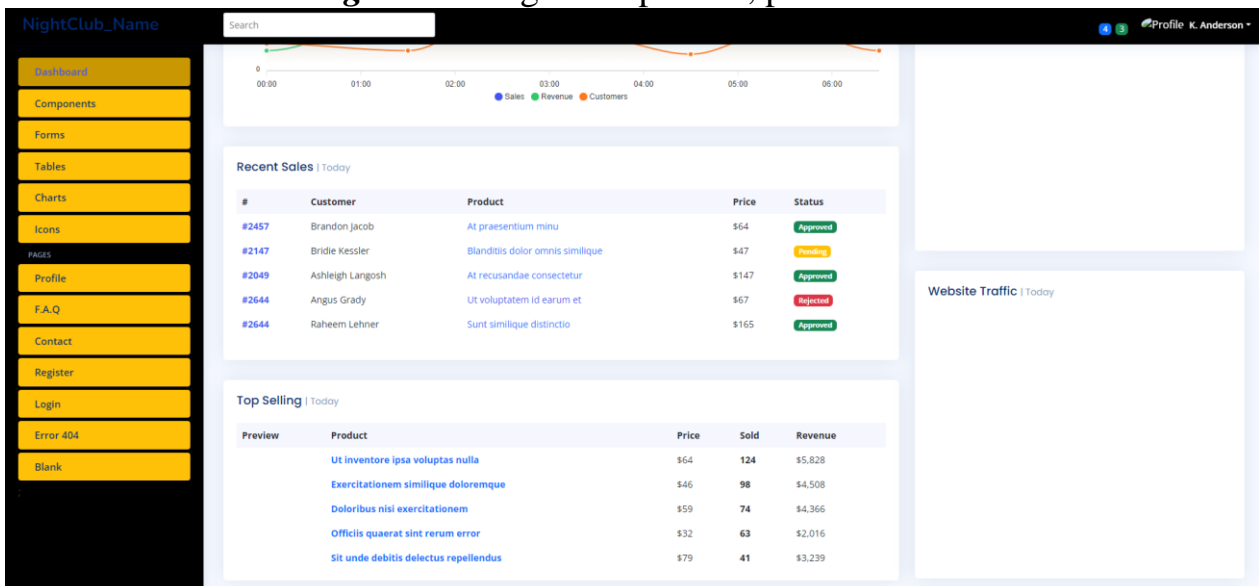 NightClub_Name
Search
4 3 Profile K. Anderson
Dashboard
Components
Forms
Tables
Charts
Icons
PAGES
Profile
F.A.Q
Contact
Register
Login
Error 404
Blank
0
00:00 01:00 02:00 03:00 04:00 05:00 06:00
Sales Revenue Customers
Recent Sales | Today
# Customer Product Price Status
#2457 Brandon Jacob At praesentium minu $64 Approved
#2147 Bridie Kessler Blanditiis dolor omnis similique $47 Pending
#2049 Ashleigh Langosh At recusandae consectetur $147 Approved
#2644 Angus Grady Ut voluptatem id earum et $67 Rejected
#2644 Raheem Lehner Sunt similique distinctio $165 Approved
Top Selling | Today
Preview Product Price Sold Revenue
Ut inventore ipsa voluptas nulla $64 124 $5,828
Exercitationem similique doloremque $46 98 $4,508
Doloribus nisi exercitationem $59 74 $4,366
Officiis quaerat sint rerum error $32 63 $2,016
Sit unde debitis delectus repellendus $79 41 $3,239
Website Traffic | Today